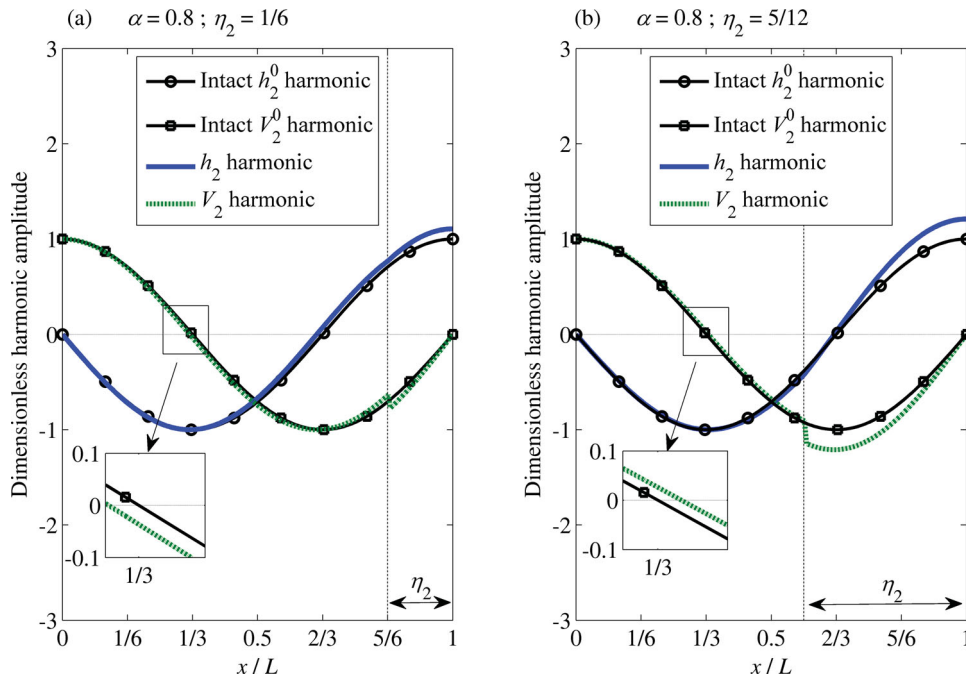 (a) α = 0.8 ; η2 = 1/6
3
2
1
0
-1
-2
-3
Dimensionless harmonic amplitude
Intact h2^0 harmonic
Intact V2^0 harmonic
h2 harmonic
V2 harmonic
0.1
0
-0.1
1/3
η2
0 1/6 1/3 0.5 2/3 5/6 1
x / L
(b) α = 0.8 ; η2 = 5/12
3
2
1
0
-1
-2
-3
Dimensionless harmonic amplitude
Intact h2^0 harmonic
Intact V2^0 harmonic
h2 harmonic
V2 harmonic
0.1
0
-0.1
1/3
η2
0 1/6 1/3 0.5 2/3 5/6 1
x / L